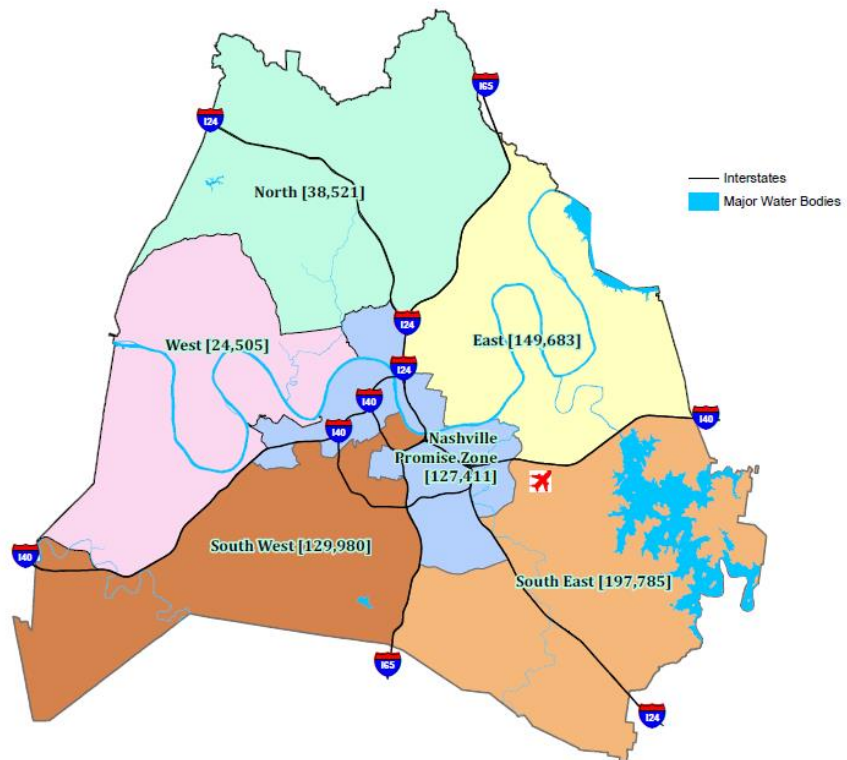 I65
I24
Interstates
North [38,521]
Major Water Bodies
I24
West [24,505]
East [149,683]
I24
I40
I40
I40
Nashville
Promise Zone
[127,411]
South West [129,980]
I40
South East [197,785]
I65
I24